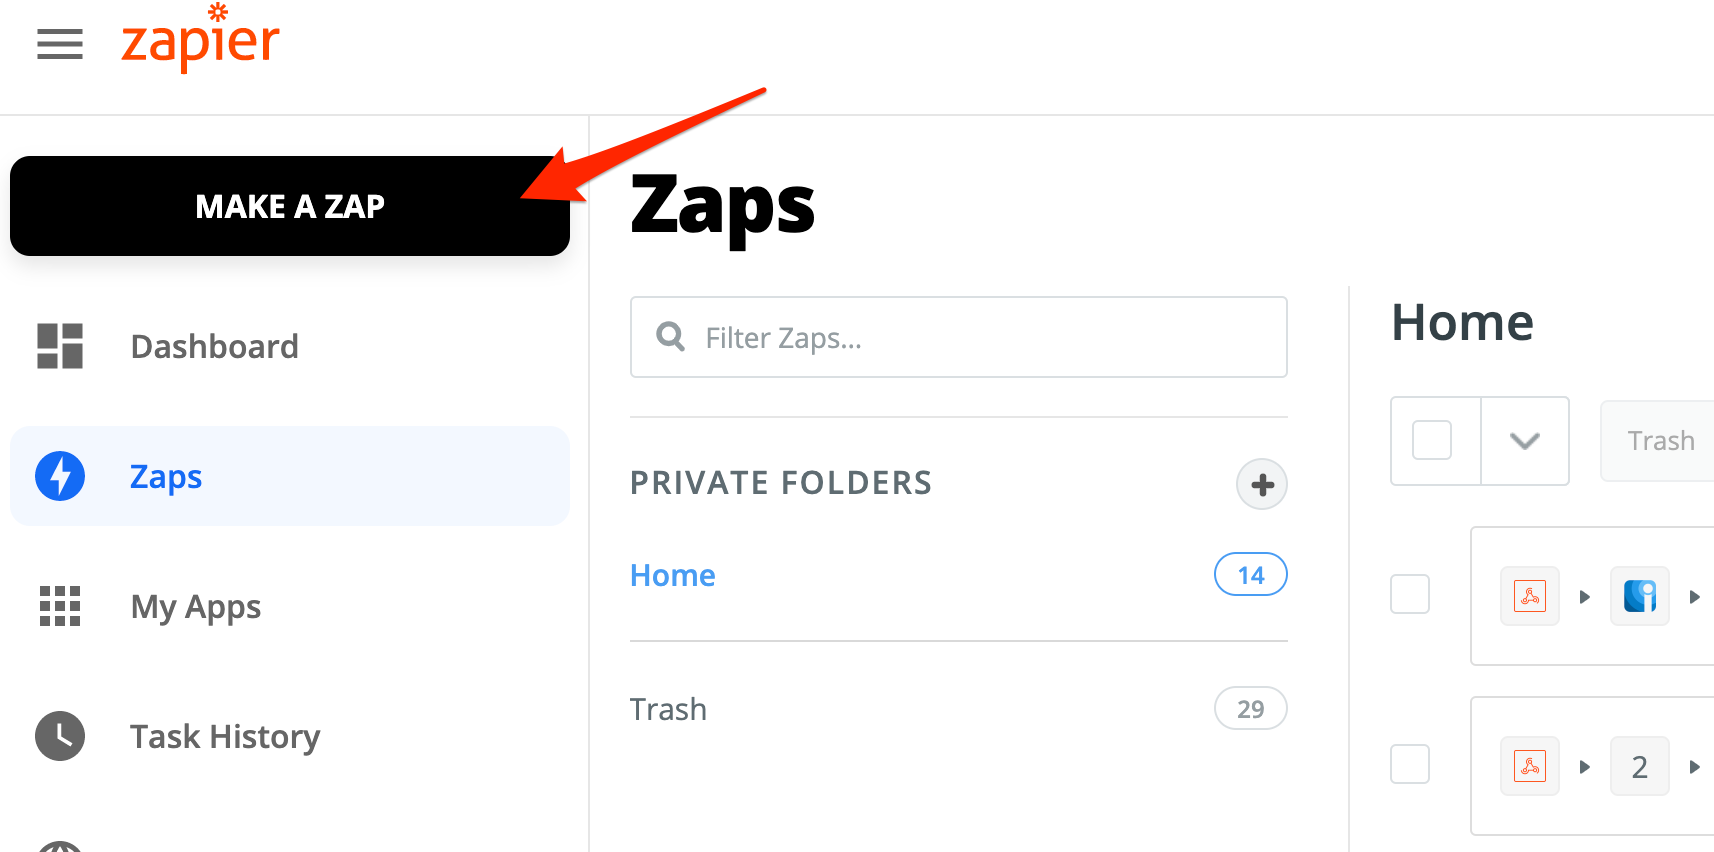 zapier
MAKE A ZAP
Dashboard
Zaps
My Apps
Task History
Zaps
Filter Zaps...
PRIVATE FOLDERS
Home 14
Trash 29
Home
Trash
2